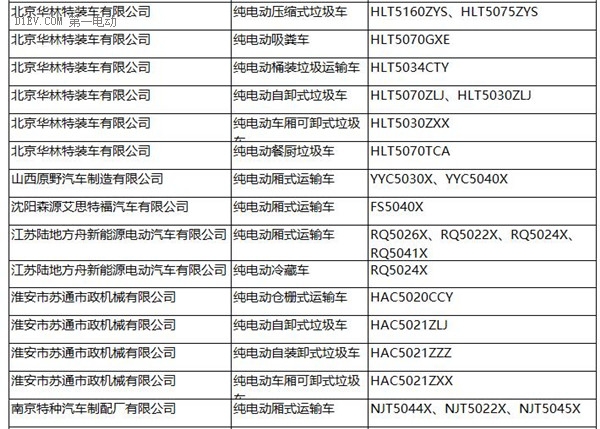 北京华林特装车有限公司 纯电动压缩式垃圾车 HLT5160ZYS、HLT5075ZYS
D1EV.COM 第一电动
北京华林特装车有限公司 纯电动吸粪车 HLT5070GXE
北京华林特装车有限公司 纯电动桶装垃圾运输车 HLT5034CTY
北京华林特装车有限公司 纯电动自卸式垃圾车 HLT5070ZLJ、HLT5030ZLJ
北京华林特装车有限公司 纯电动车厢可卸式垃圾 HLT5030ZXX
车
北京华林特装车有限公司 纯电动餐厨垃圾车 HLT5070TCA
山西原野汽车制造有限公司 纯电动厢式运输车 YYC5030X、YYC5040X
沈阳森源艾思特福汽车有限公司 纯电动厢式运输车 FS5040X
江苏陆地方舟新能源电动汽车有限公司 纯电动厢式运输车 RQ5026X、RQ5022X、RQ5024X、
RQ5041X
江苏陆地方舟新能源电动汽车有限公司 纯电动冷藏车 RQ5024X
淮安市苏通市政机械有限公司 纯电动仓栅式运输车 HAC5020CCY
淮安市苏通市政机械有限公司 纯电动自卸式垃圾车 HAC5021ZLJ
淮安市苏通市政机械有限公司 纯电动自装卸式垃圾车 HAC5021ZZZ
淮安市苏通市政机械有限公司 纯电动车厢可卸式垃圾 HAC5021ZXX
车
南京特种汽车制配厂有限公司 纯电动厢式运输车 NJT5044X、NJT5022X、NJT5045X